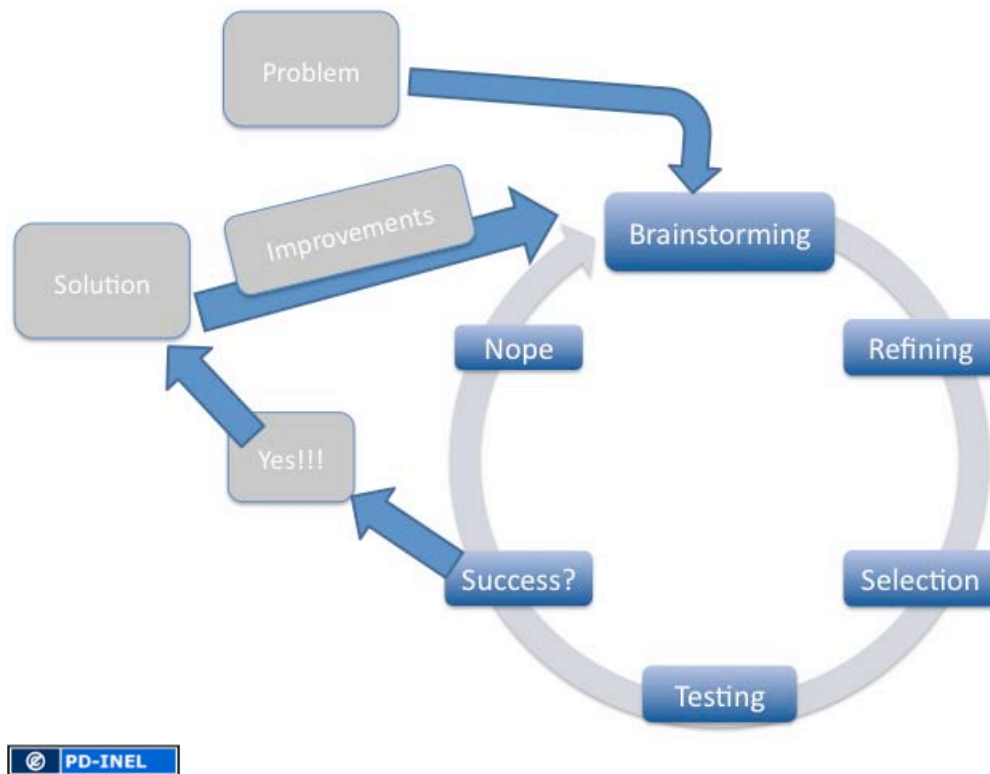 Problem
Brainstorming
Improvements
Solution
Nope
Refining
Yes!!!
Success?
Selection
Testing
PD-INEL